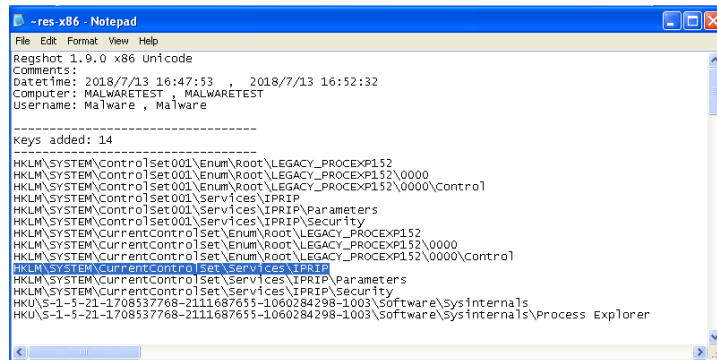 ~res-x86 - Notepad
File Edit Format View Help
Regshot 1.9.0 x86 Unicode
Comments:
Datetime: 2018/7/13 16:47:53 , 2018/7/13 16:52:32
Computer: MALWARETEST , MALWARETEST
Username: Malware , Malware
----------------------------------
Keys added: 14
----------------------------------
HKLM\SYSTEM\ControlSet001\Enum\Root\LEGACY_PROCEXP152
HKLM\SYSTEM\ControlSet001\Enum\Root\LEGACY_PROCEXP152\0000
HKLM\SYSTEM\ControlSet001\Enum\Root\LEGACY_PROCEXP152\0000\Control
HKLM\SYSTEM\ControlSet001\Services\IPRIP
HKLM\SYSTEM\ControlSet001\Services\IPRIP\Parameters
HKLM\SYSTEM\ControlSet001\Services\IPRIP\Security
HKLM\SYSTEM\CurrentControlSet\Enum\Root\LEGACY_PROCEXP152
HKLM\SYSTEM\CurrentControlSet\Enum\Root\LEGACY_PROCEXP152\0000
HKLM\SYSTEM\CurrentControlSet\Enum\Root\LEGACY_PROCEXP152\0000\Control
HKLM\SYSTEM\CurrentControlSet\Services\IPRIP
HKLM\SYSTEM\CurrentControlSet\Services\IPRIP\Parameters
HKLM\SYSTEM\CurrentControlSet\Services\IPRIP\Security
HKU\S-1-5-21-1708537768-2111687655-1060284298-1003\Software\Sysinternals
HKU\S-1-5-21-1708537768-2111687655-1060284298-1003\Software\Sysinternals\Process Explorer